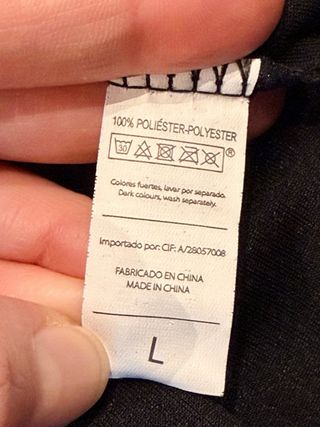 100% POLIÉSTER-POLYESTER
30 ®
Colores fuertes, lavar por separado.
Dark colours, wash separately.
Importado por: CIF: A/28057008
FABRICADO EN CHINA
MADE IN CHINA
L